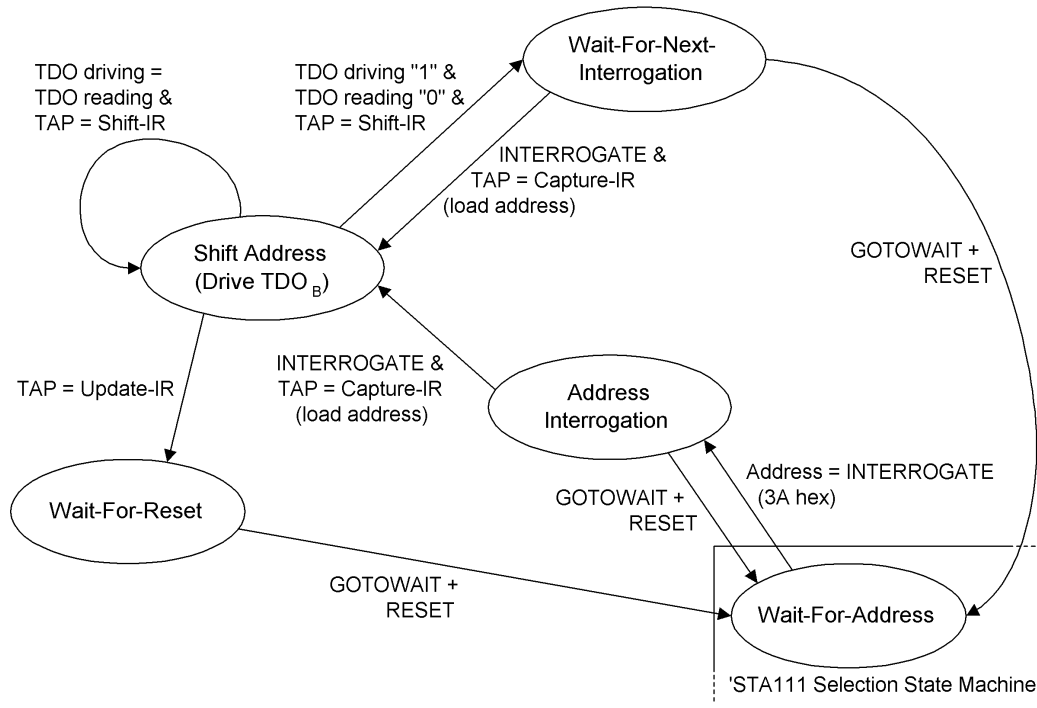 Wait-For-Next-
Interrogation
TDO driving =
TDO reading &
TAP = Shift-IR
TDO driving "1" &
TDO reading "0" &
TAP = Shift-IR
INTERROGATE &
TAP = Capture-IR
(load address)
GOTOWAIT +
RESET
Shift Address
(Drive TDO B)
INTERROGATE &
TAP = Capture-IR
(load address)
TAP = Update-IR
Address
Interrogation
Address = INTERROGATE
(3A hex)
GOTOWAIT +
RESET
Wait-For-Reset
GOTOWAIT +
RESET
Wait-For-Address
'STA111 Selection State Machine